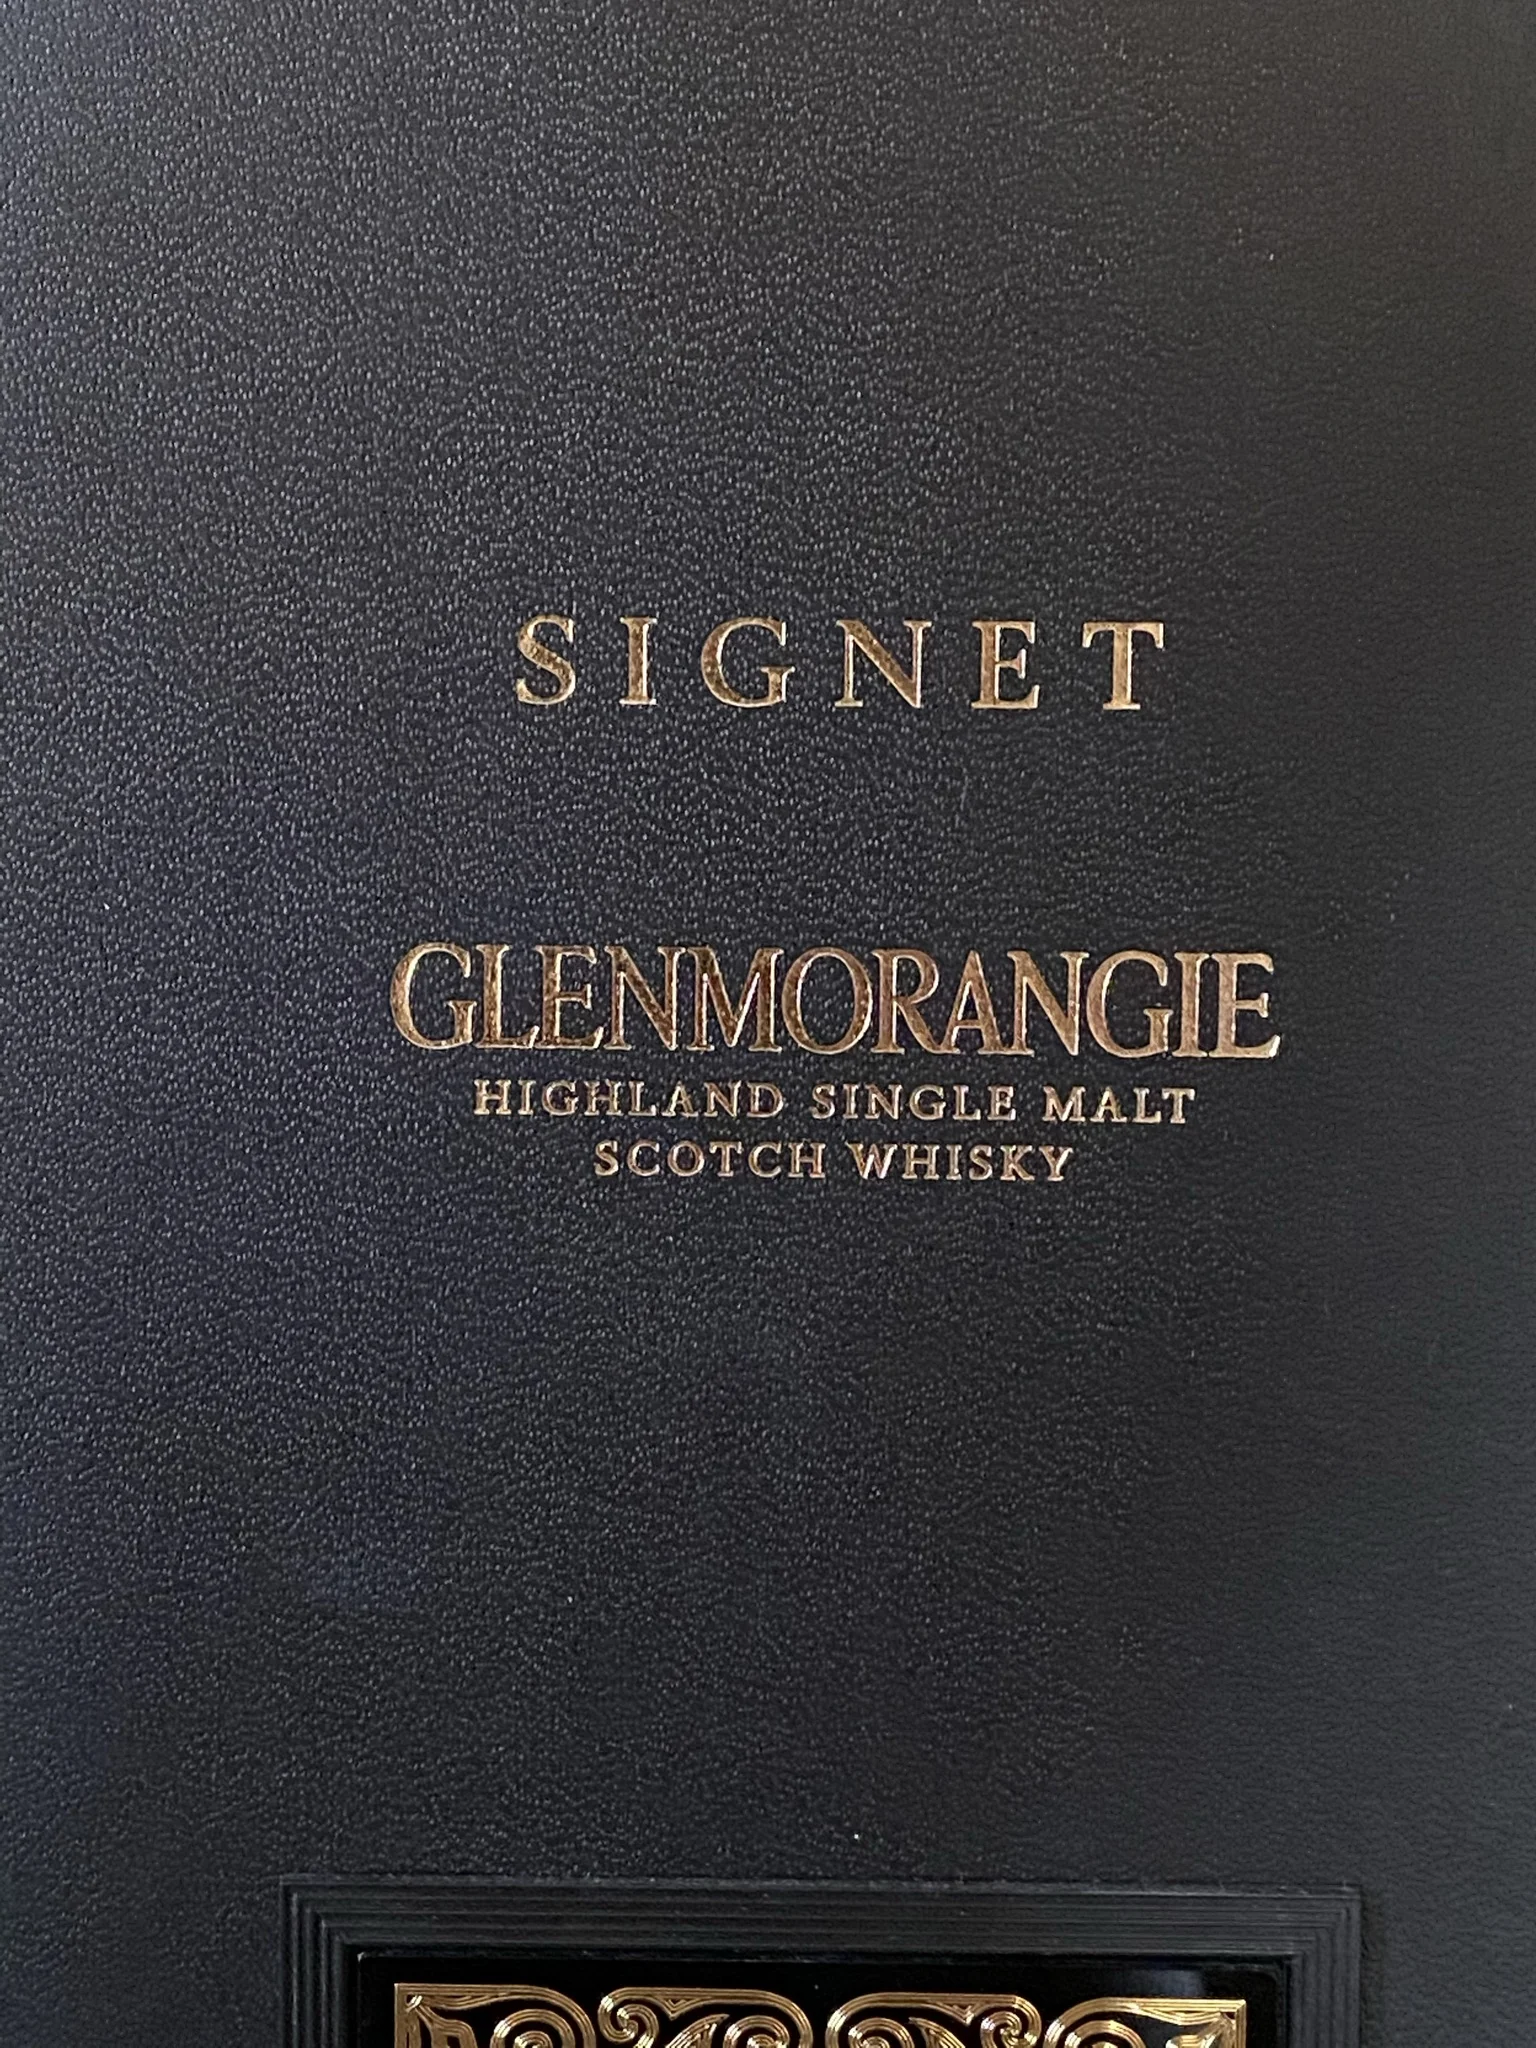 SIGNET
GLENMORANGIE
HIGHLAND SINGLE MALT
SCOTCH WHISKY